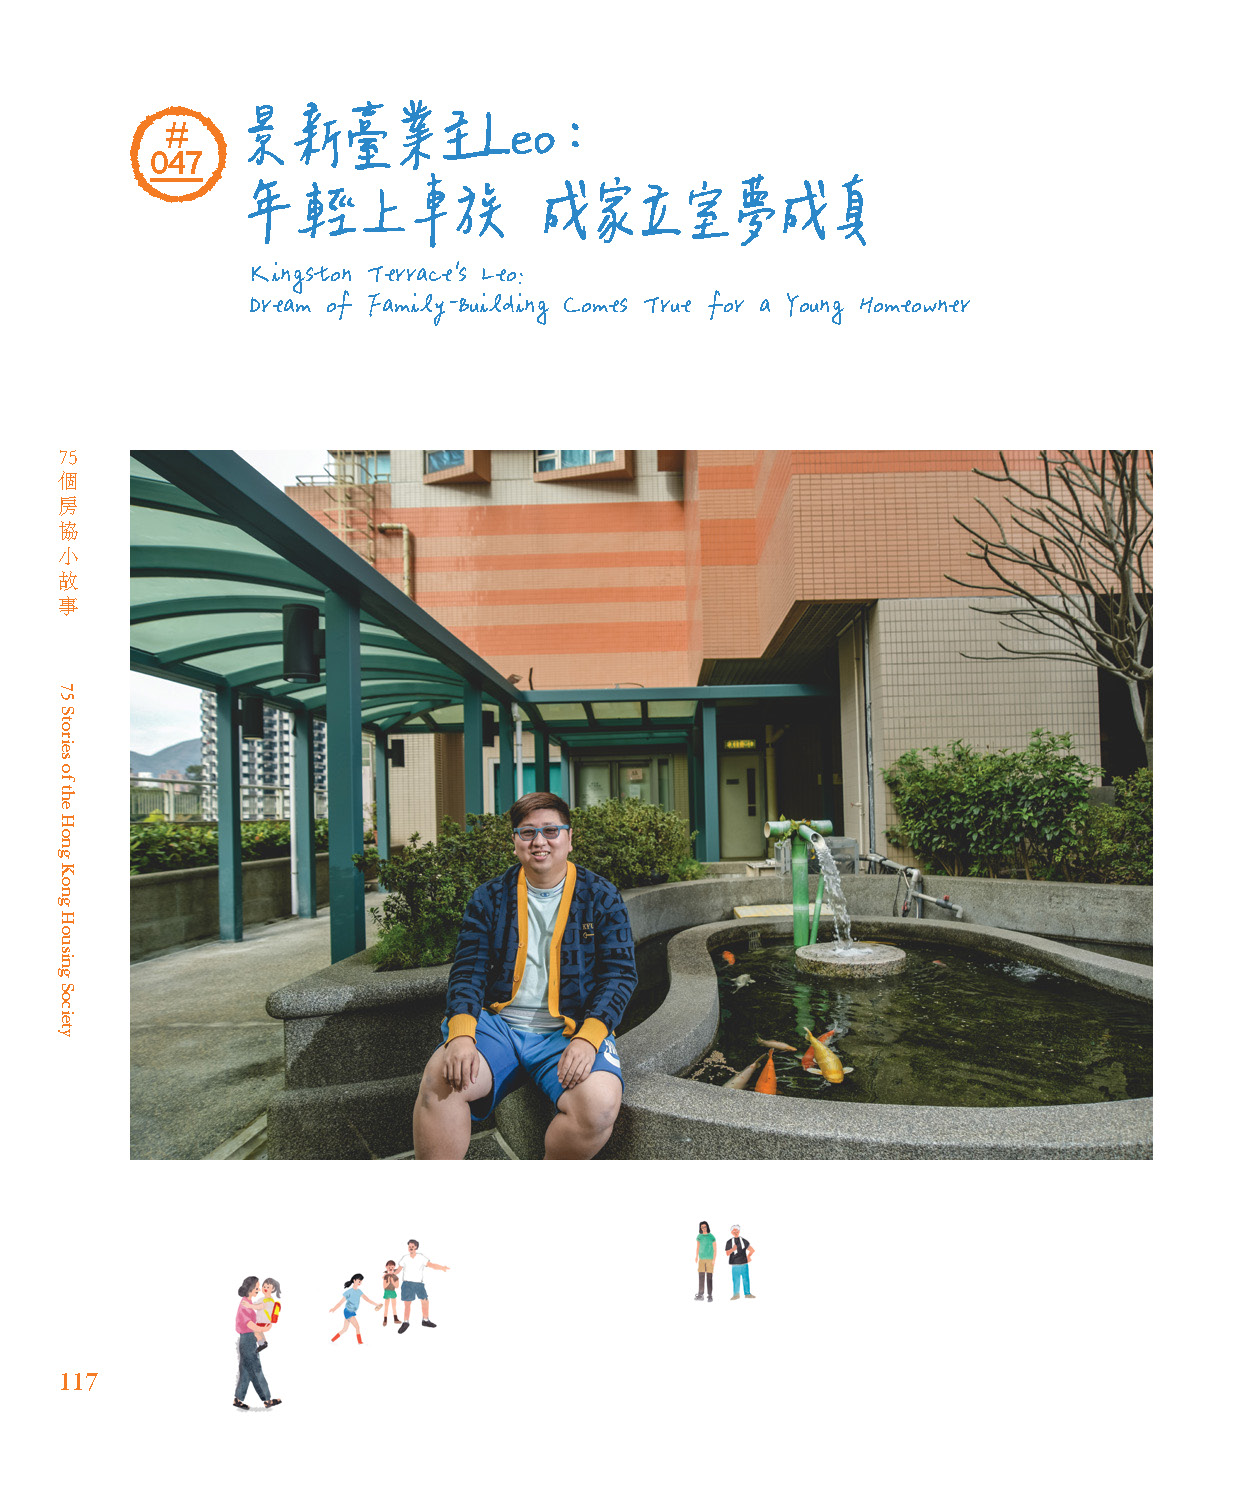 #
047
景新臺業主Leo：
年輕上車族 成家立室夢成真
Kingston Terrace's Leo:
Dream of Family-Building Comes True for a Young Homeowner
75個房協小故事
75 Stories of the Hong Kong Housing Society
EXIT
117